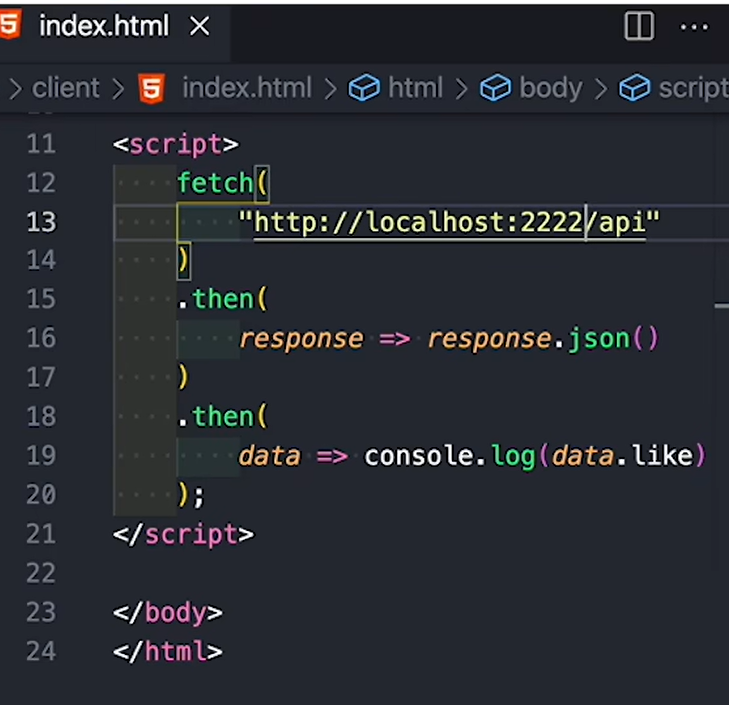 index.html ×
> client > index.html > html > body > script
11 <script>
12 fetch(
13 "http://localhost:2222/api"
14 )
15 .then(
16 response => response.json()
17 )
18 .then(
19 data => console.log(data.like)
20 );
21 </script>
22
23 </body>
24 </html>